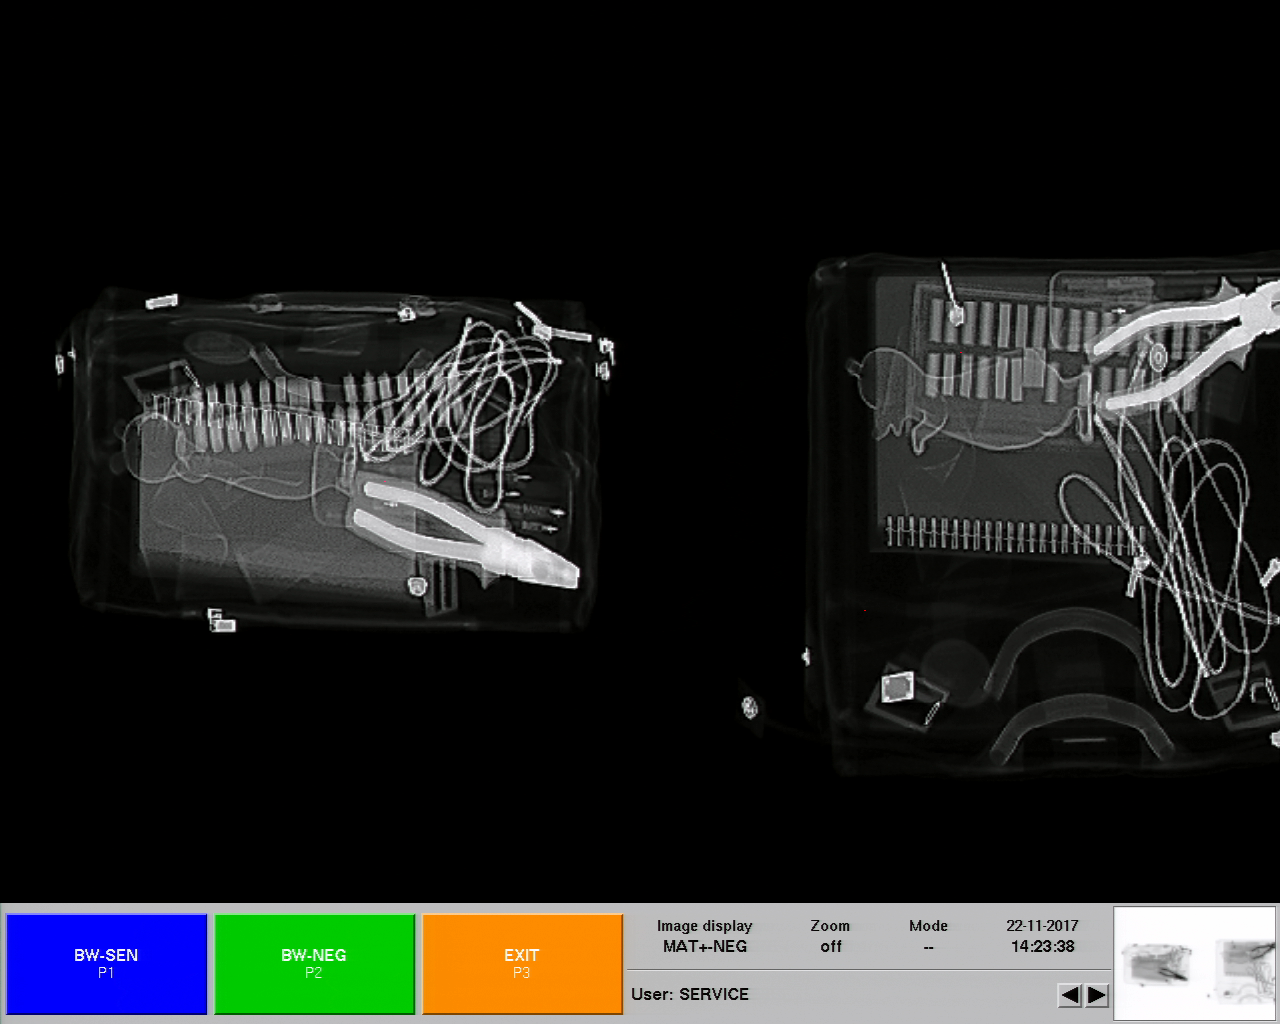 BW-SEN
P1
BW-NEG
P2
EXIT
P3
Image display
MAT+-NEG
Zoom
off
Mode
--
22-11-2017
14:23:38
User: SERVICE